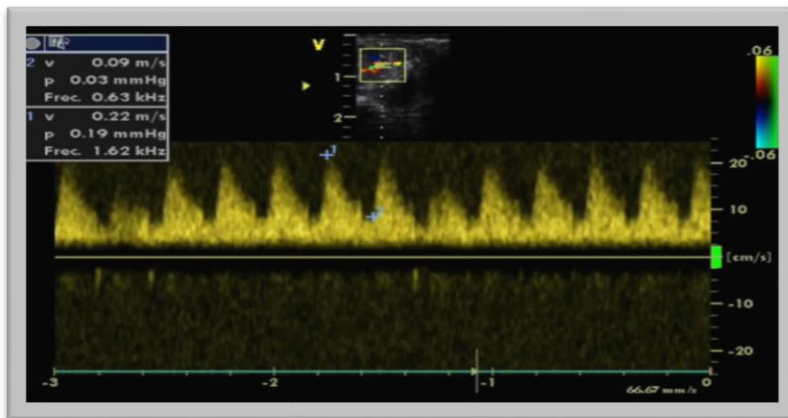 2 v 0.09 m/s
p 0.03 mmHg
Frec. 0.63 kHz
1 v 0.22 m/s
p 0.19 mmHg
Frec. 1.62 kHz
V
1
2
.06
-.06
1
20
10
[cm/s]
-10
-20
-3
-2
-1
0
66.67 mm/s